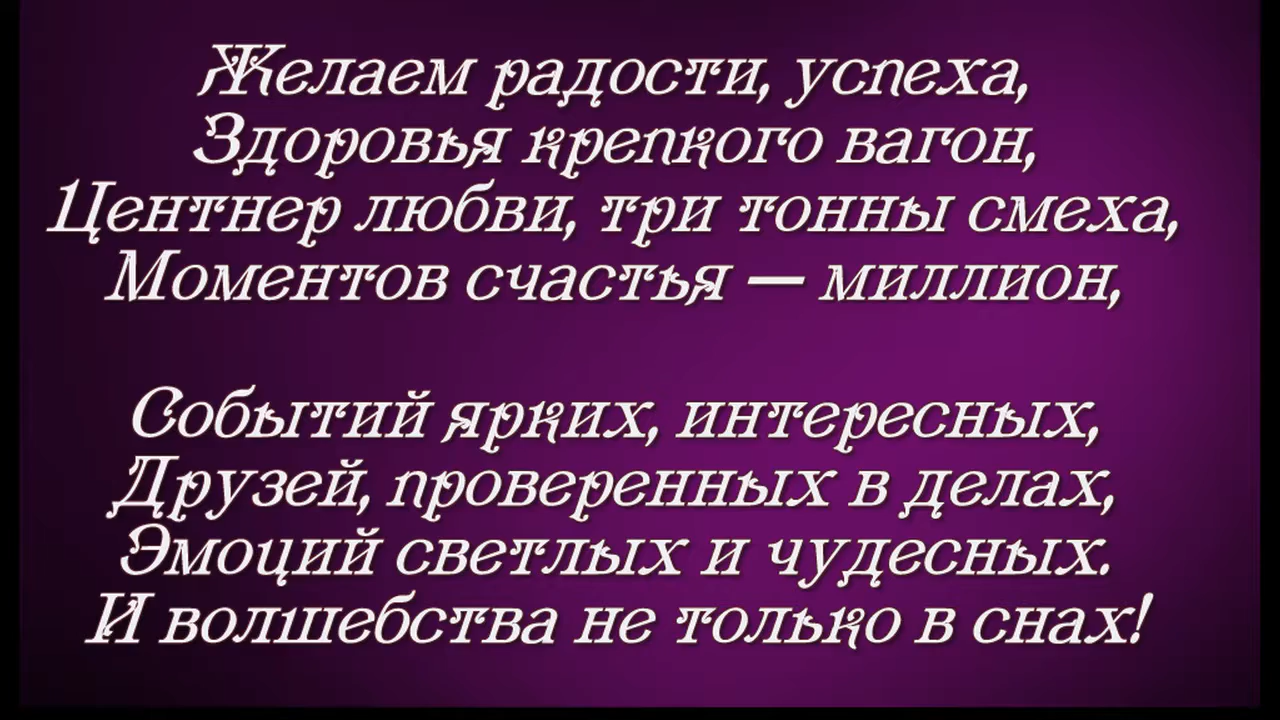 Желаем радости, успеха,
Здоровья крепкого вагон,
Центнер любви, три тонны смеха,
Моментов счастья — миллион,
Событий ярких, интересных,
Друзей, проверенных в делах,
Эмоций светлых и чудесных.
И волшебства не только в снах!